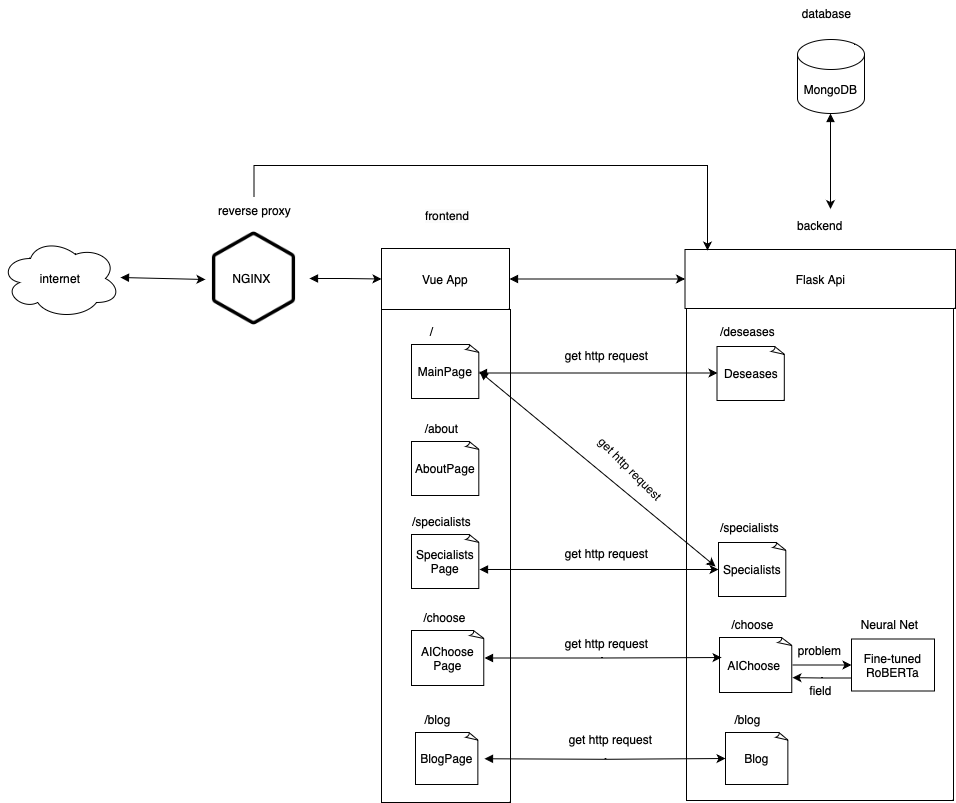 database
MongoDB
reverse proxy
frontend
backend
internet
NGINX
Vue App
Flask Api
/
/deseases
MainPage
get http request
Deseases
/about
AboutPage
get http request
/specialists
/specialists
Specialists
Page
get http request
Specialists
/choose
/choose
Neural Net
AIChoose
Page
get http request
AIChoose
problem
Fine-tuned
RoBERTa
field
/blog
/blog
BlogPage
get http request
Blog